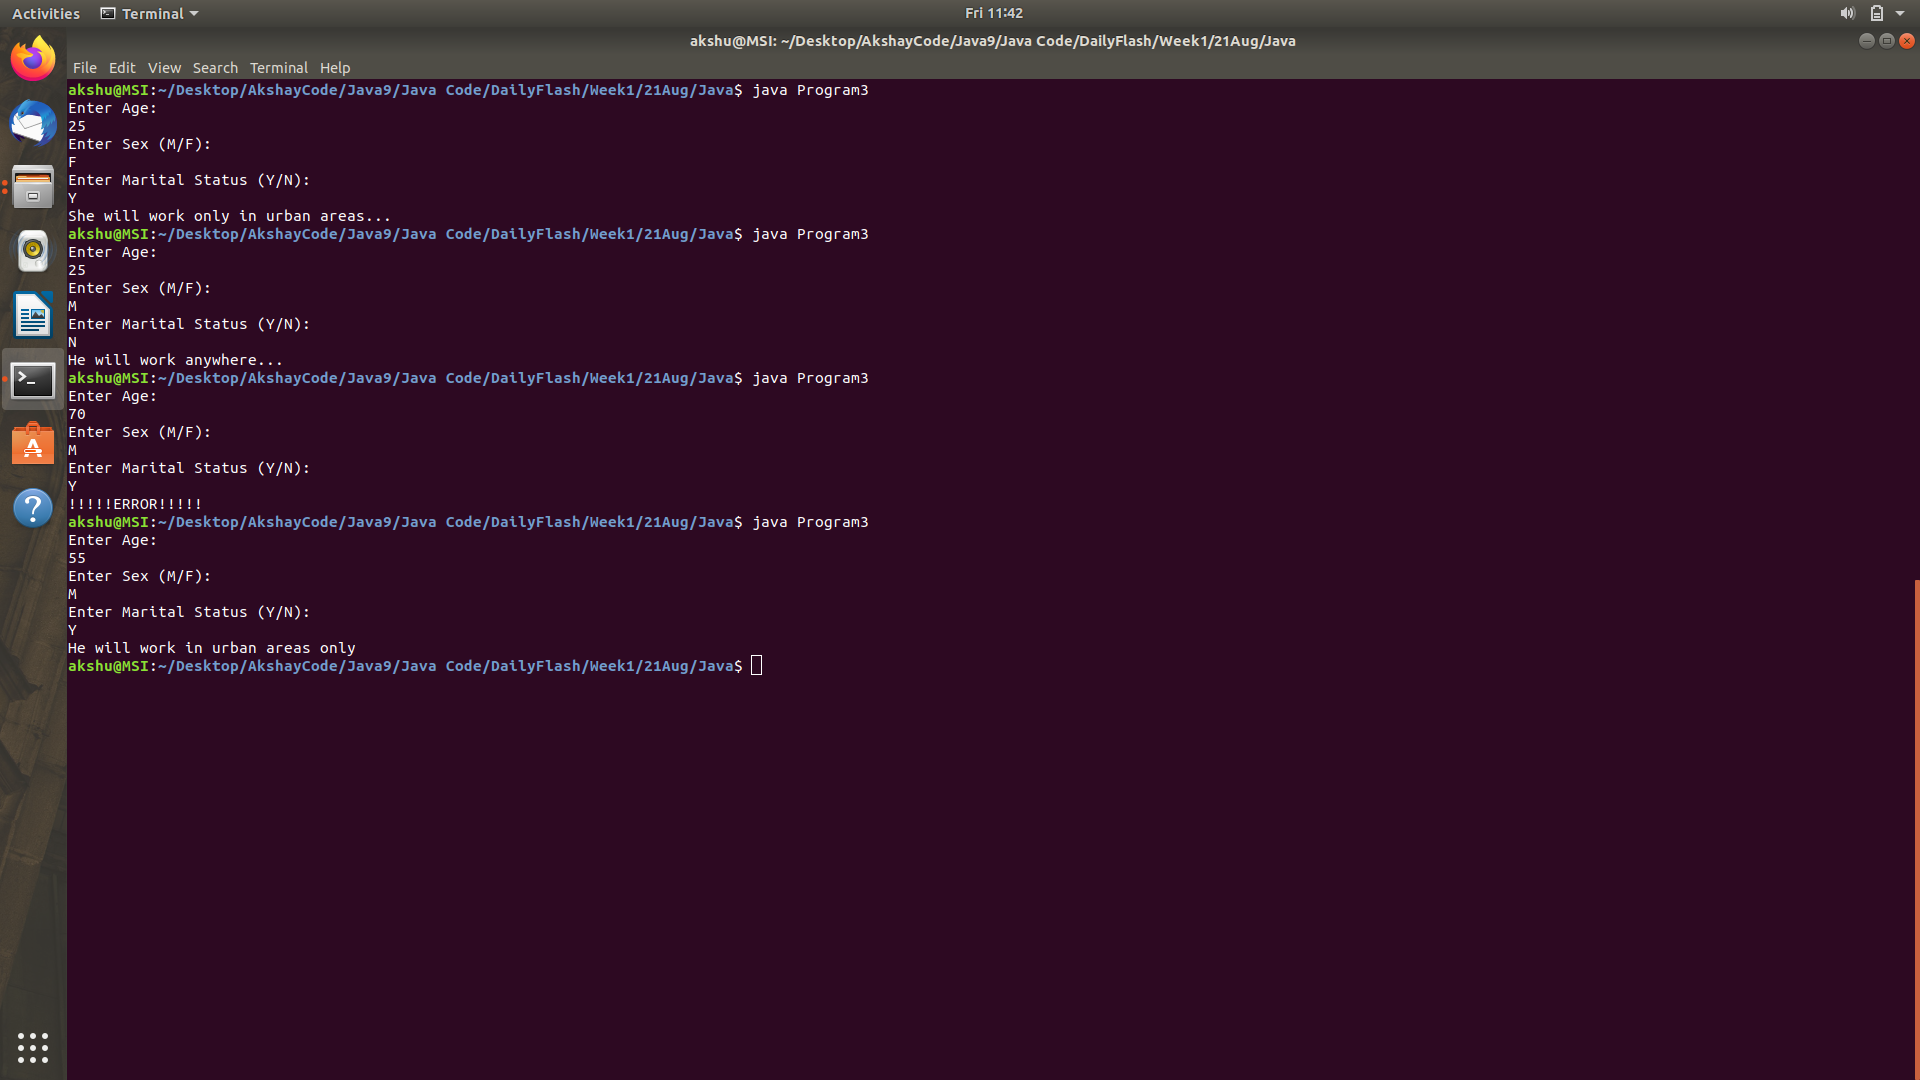 Activities Terminal Fri 11:42
akshu@MSI: ~/Desktop/AkshayCode/Java9/Java Code/DailyFlash/Week1/21Aug/Java
File Edit View Search Terminal Help
akshu@MSI:~/Desktop/AkshayCode/Java9/Java Code/DailyFlash/Week1/21Aug/Java$ java Program3
Enter Age:
25
Enter Sex (M/F):
F
Enter Marital Status (Y/N):
Y
She will work only in urban areas...
akshu@MSI:~/Desktop/AkshayCode/Java9/Java Code/DailyFlash/Week1/21Aug/Java$ java Program3
Enter Age:
25
Enter Sex (M/F):
M
Enter Marital Status (Y/N):
N
He will work anywhere...
akshu@MSI:~/Desktop/AkshayCode/Java9/Java Code/DailyFlash/Week1/21Aug/Java$ java Program3
Enter Age:
70
Enter Sex (M/F):
M
Enter Marital Status (Y/N):
Y
!!!!!ERROR!!!!!
akshu@MSI:~/Desktop/AkshayCode/Java9/Java Code/DailyFlash/Week1/21Aug/Java$ java Program3
Enter Age:
55
Enter Sex (M/F):
M
Enter Marital Status (Y/N):
Y
He will work in urban areas only
akshu@MSI:~/Desktop/AkshayCode/Java9/Java Code/DailyFlash/Week1/21Aug/Java$